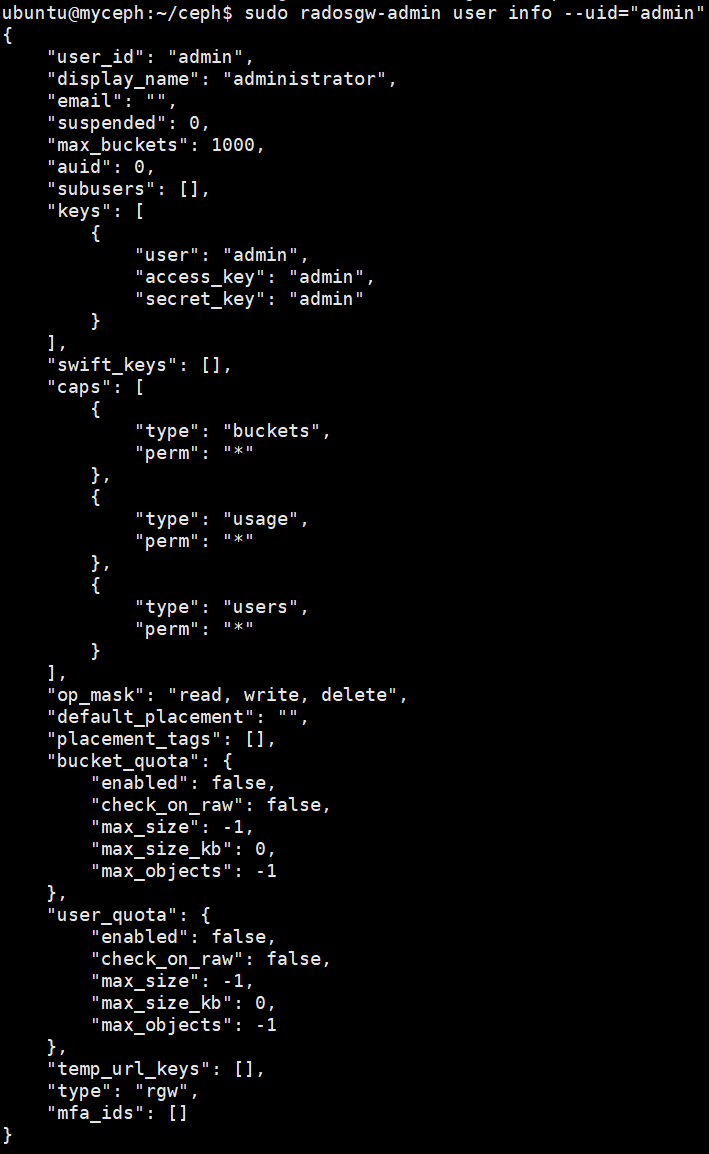 ubuntu@myceph:~/ceph$ sudo radosgw-admin user info --uid="admin"
{
    "user_id": "admin",
    "display_name": "administrator",
    "email": "",
    "suspended": 0,
    "max_buckets": 1000,
    "auid": 0,
    "subusers": [],
    "keys": [
        {
            "user": "admin",
            "access_key": "admin",
            "secret_key": "admin"
        }
    ],
    "swift_keys": [],
    "caps": [
        {
            "type": "buckets",
            "perm": "*"
        },
        {
            "type": "usage",
            "perm": "*"
        },
        {
            "type": "users",
            "perm": "*"
        }
    ],
    "op_mask": "read, write, delete",
    "default_placement": "",
    "placement_tags": [],
    "bucket_quota": {
        "enabled": false,
        "check_on_raw": false,
        "max_size": -1,
        "max_size_kb": 0,
        "max_objects": -1
    },
    "user_quota": {
        "enabled": false,
        "check_on_raw": false,
        "max_size": -1,
        "max_size_kb": 0,
        "max_objects": -1
    },
    "temp_url_keys": [],
    "type": "rgw",
    "mfa_ids": []
}